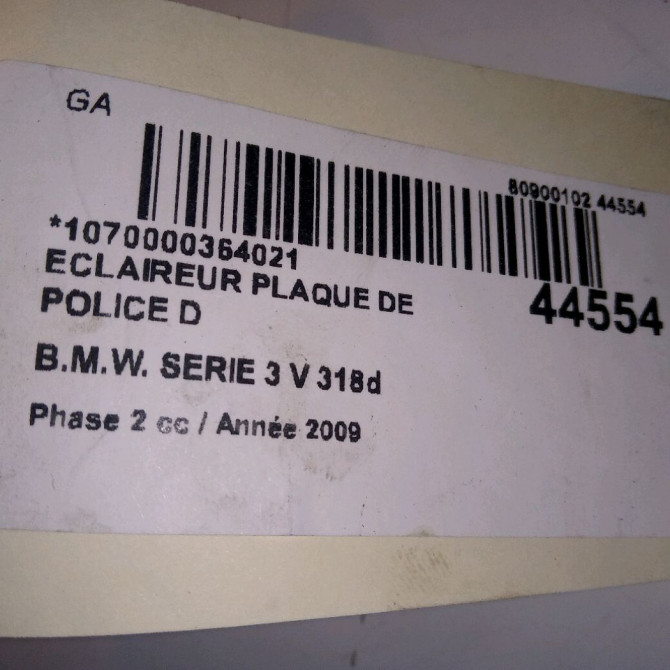 GA
80900102 44554
*1070000364021
ECLAIREUR PLAQUE DE
POLICE D
44554
B.M.W. SERIE 3 V 318d
Phase 2 cc / Année 2009